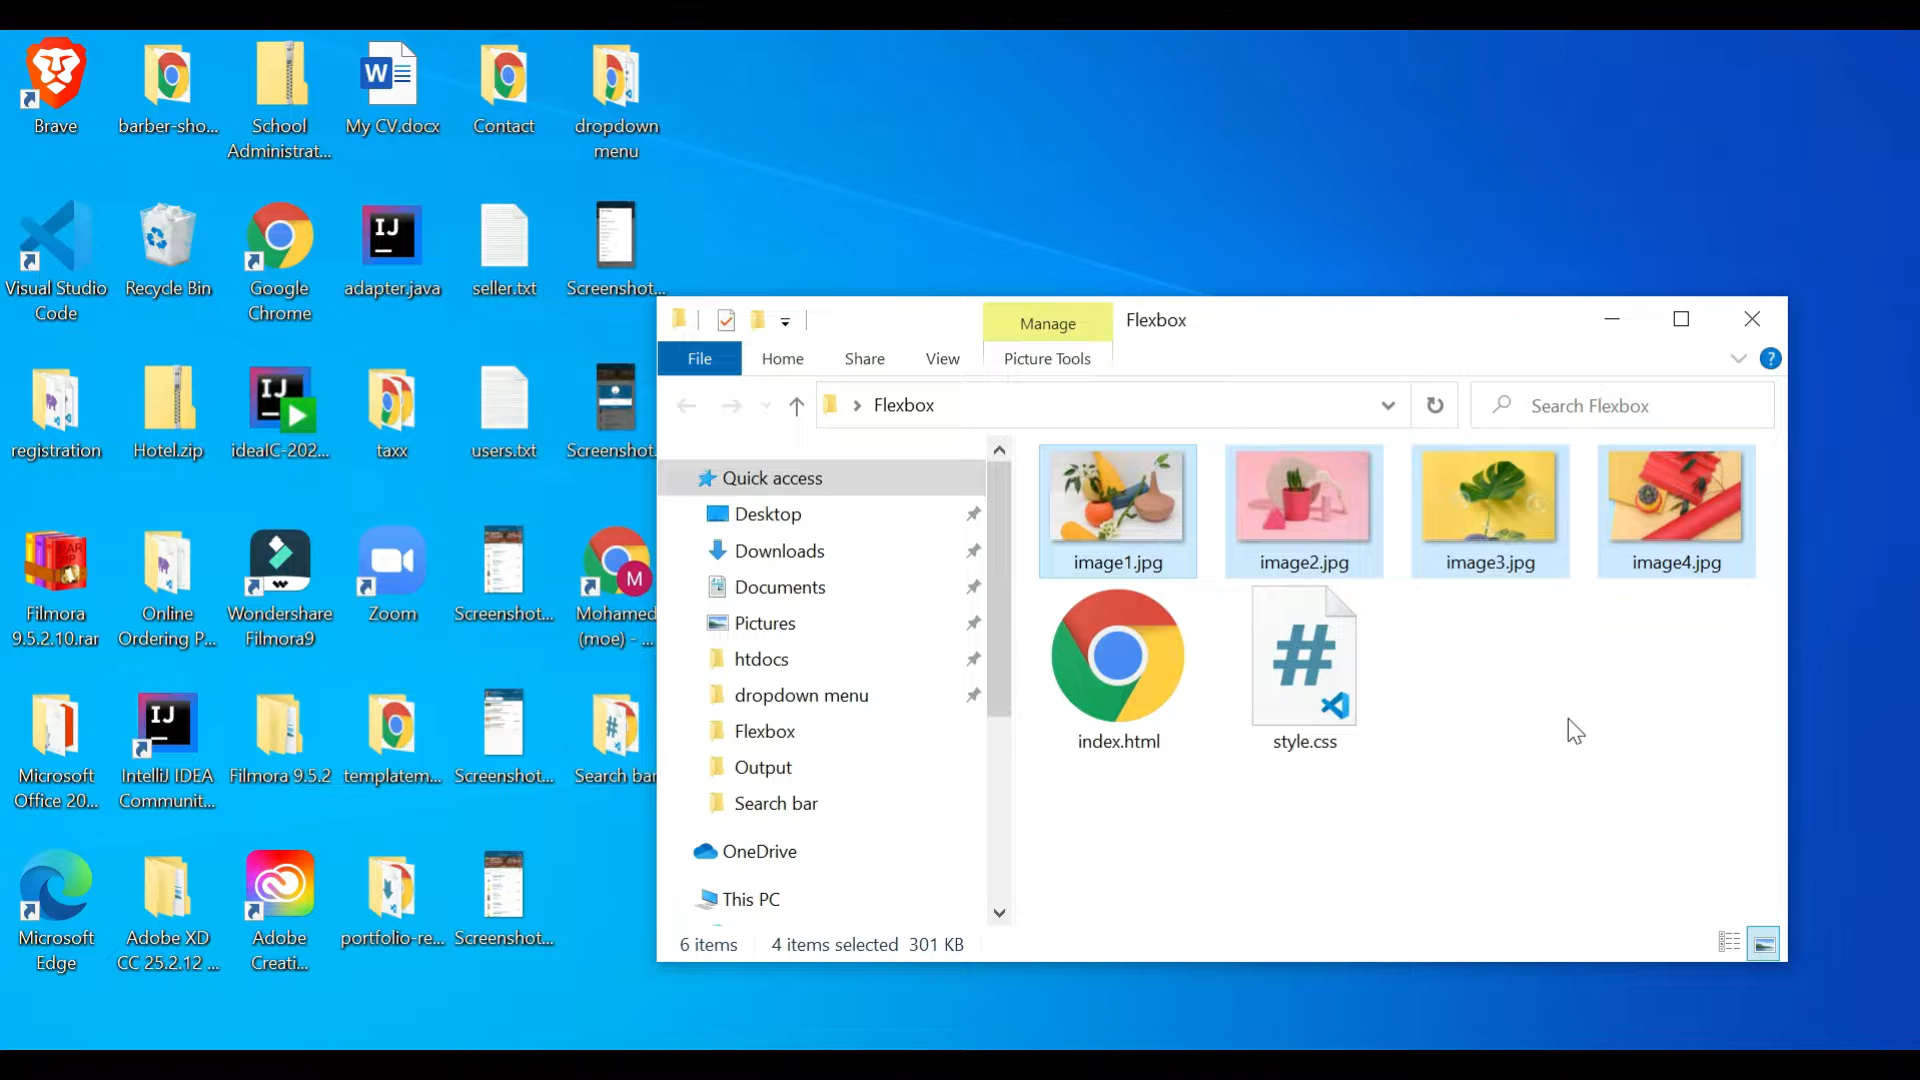 Brave
barber-sho...
School
Administrat...
My CV.docx
Contact
dropdown
menu
Visual Studio
Code
Recycle Bin
Google
Chrome
adapter.java
seller.txt
Screenshot...
registration
Hotel.zip
ideaIC-202...
taxx
users.txt
Screenshot...
Filmora
9.5.2.10.rar
Online
Ordering P...
Wondershare
Filmora9
Zoom
Screenshot...
Mohamed
(moe) - ...
Microsoft
Office 20...
IntelliJ IDEA
Communit...
Filmora 9.5.2
templatem...
Screenshot...
Search bar
Microsoft
Edge
Adobe XD
CC 25.2.12 ...
Adobe
Creati...
portfolio-re...
Screenshot...
Manage
Flexbox
File
Home
Share
View
Picture Tools
Flexbox
Search Flexbox
Quick access
Desktop
Downloads
Documents
Pictures
htdocs
dropdown menu
Flexbox
Output
Search bar
OneDrive
This PC
image1.jpg
image2.jpg
image3.jpg
image4.jpg
index.html
style.css
6 items
4 items selected 301 KB